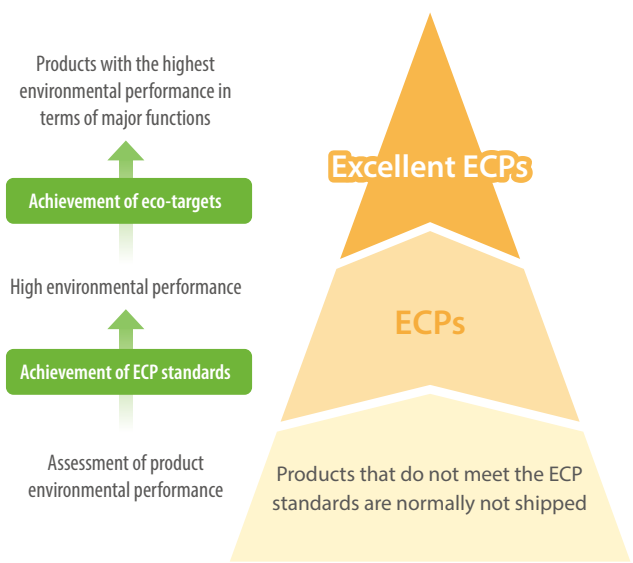 Products with the highest
environmental performance in
terms of major functions
Achievement of eco-targets
High environmental performance
Achievement of ECP standards
Assessment of product
environmental performance
Excellent ECPs
ECPs
Products that do not meet the ECP
standards are normally not shipped